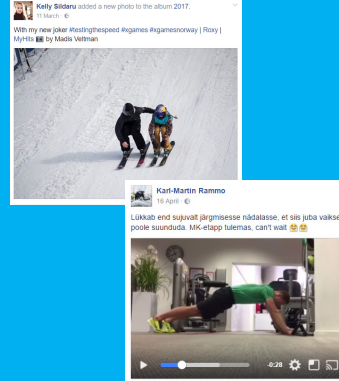 Kelly Sildaru added a new photo to the album 2017.
11 March ·
With my new joker #testingthespeed #xgames #xgamesnorway | Roxy |
MyHits 📷 by Madis Veltman
Karl-Martin Rammo
16 April ·
Lükkab end sujuvalt järgmisesse nädalasse, et siis juba vaikse
poole suunduda. MK-etapp tulemas, can't wait 😁😁
-0:28